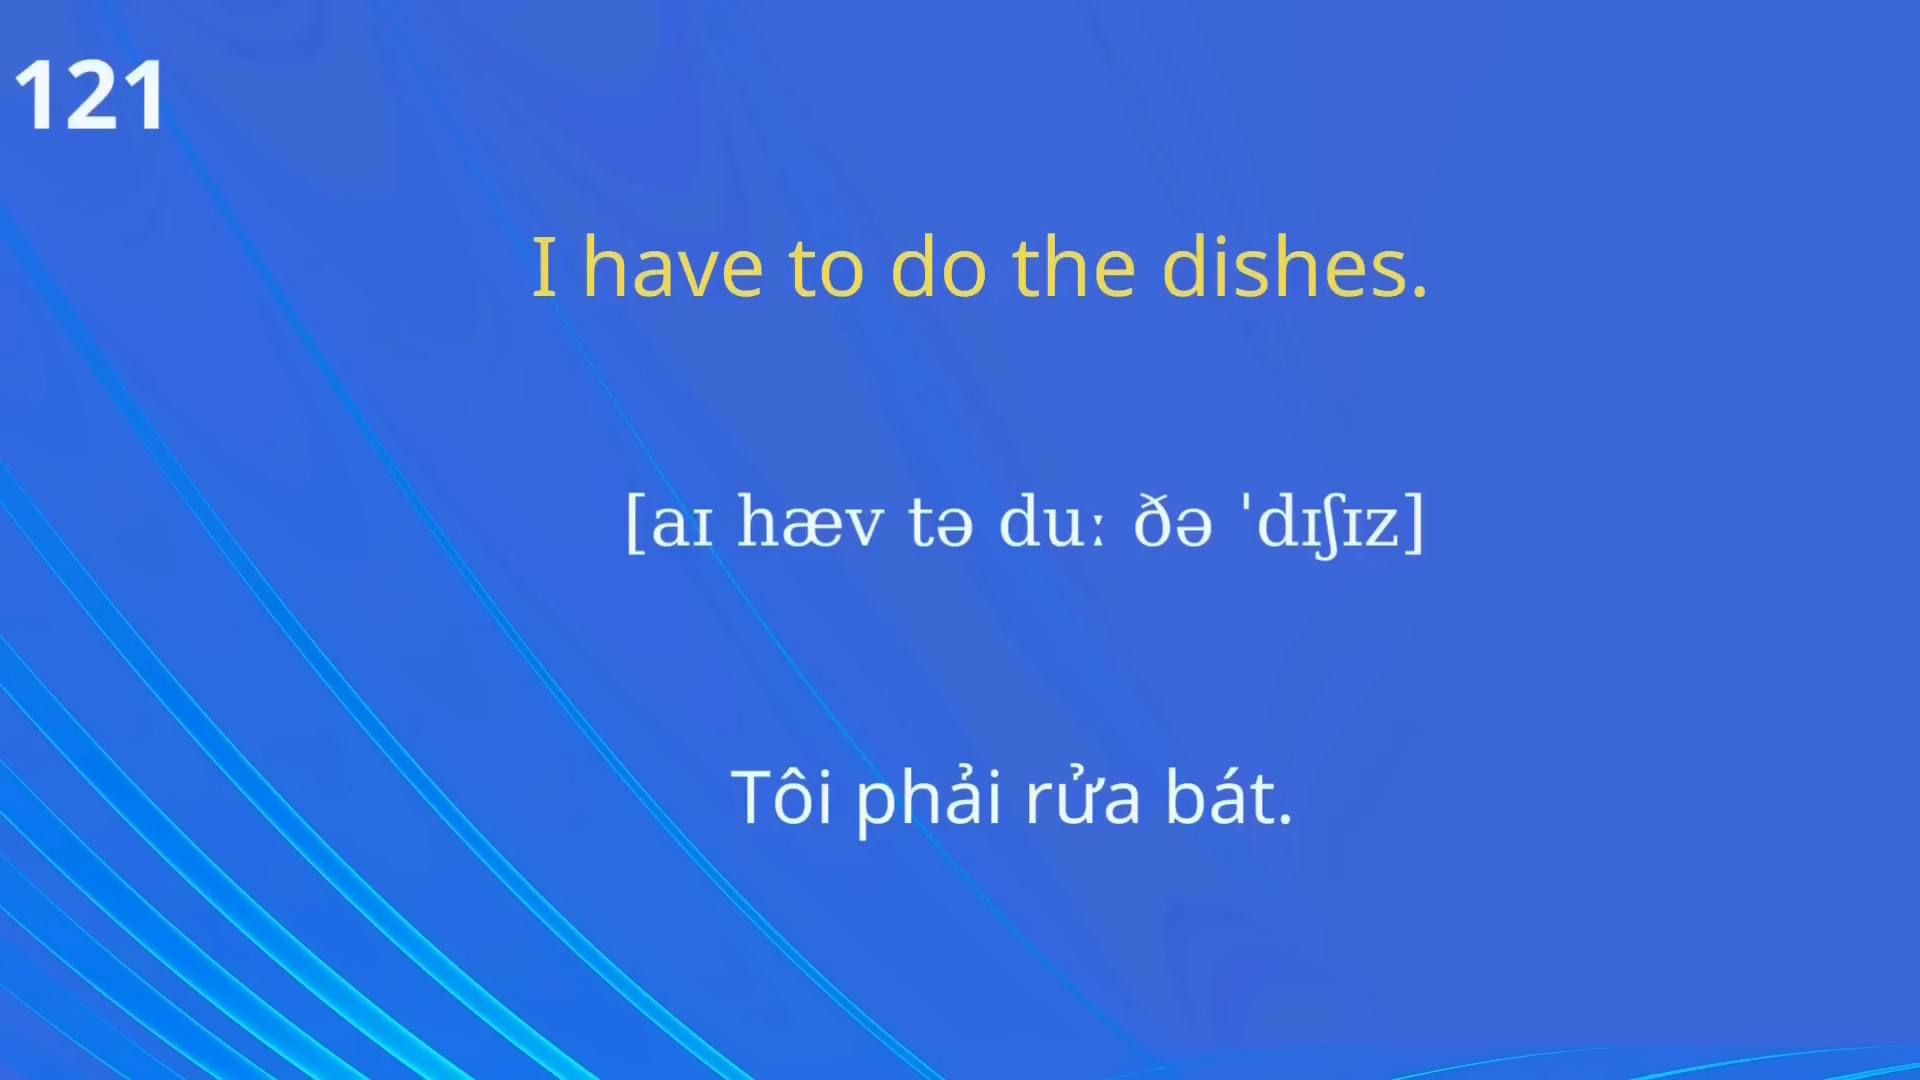 121
I have to do the dishes.
[aɪ hæv tə duː ðə ˈdɪʃɪz]
Tôi phải rửa bát.